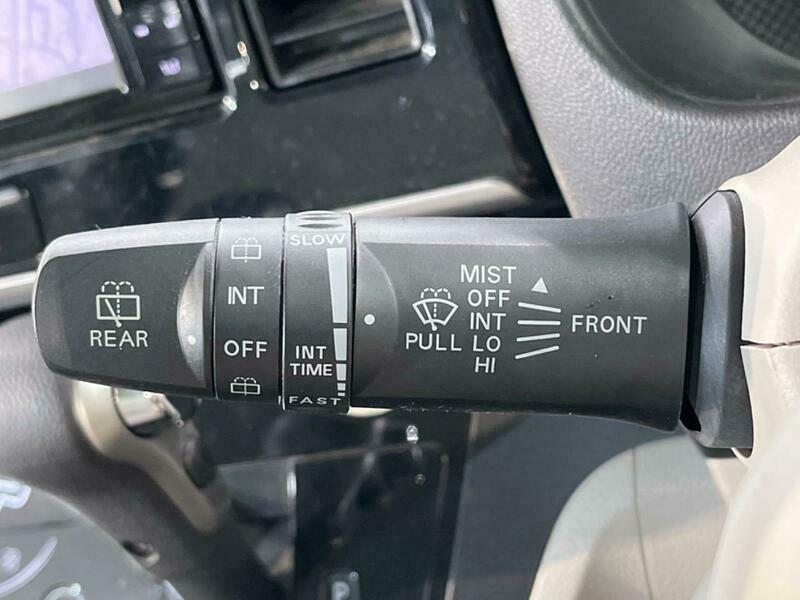 REAR
INT
OFF
SLOW
INT
TIME
FAST
PULL
MIST
OFF
INT
LO
HI
FRONT
P